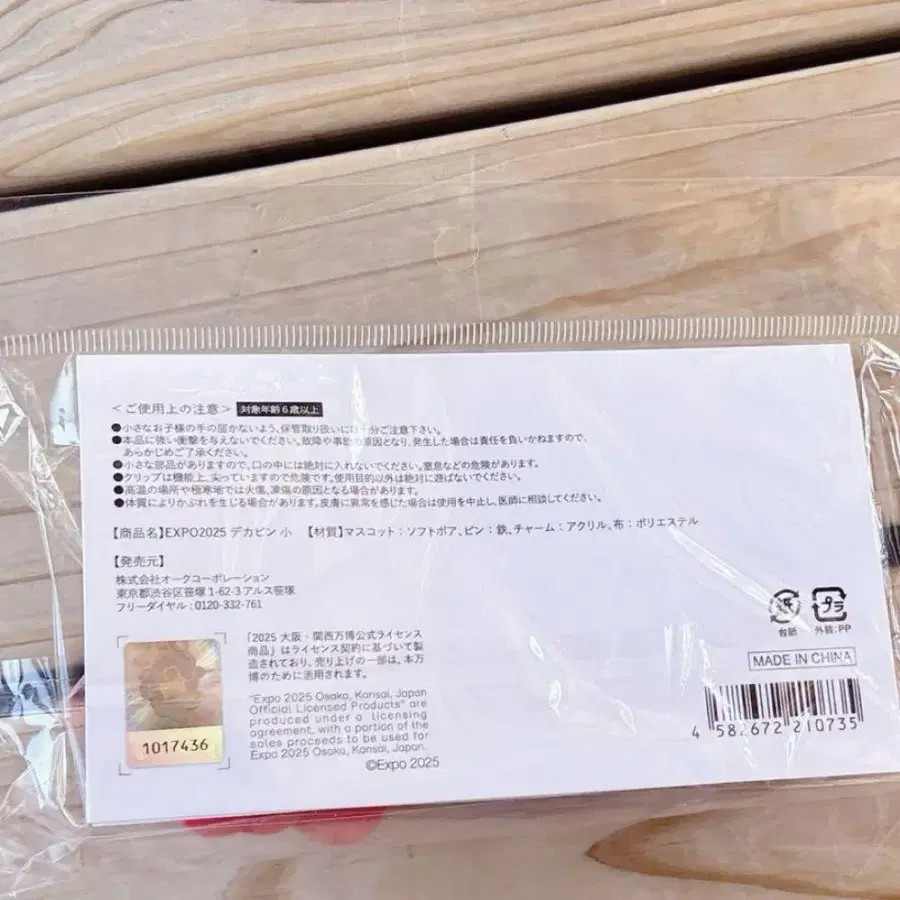 ＜ご使用上の注意＞ 対象年齢６歳以上
●小さなお子様の手の届かないよう、保管取り扱いには十分ご注意下さい。
●本品に強い衝撃を与えないでください。故障や事故の原因となり、発生した場合は責任を負いかねますので、
あらかじめご了承ください。
●小さな部品がありますので、口の中には絶対に入れないでください。窒息などの危険があります。
●クリップは機能上、尖っていますので危険です。使用目的以外は絶対に遊ばないでください。
●高温の場所や極寒地では火傷、凍傷の原因となる場合があります。
●体質によりかぶれを生じる場合があります。皮膚に異常を感じた場合は使用を中止し、医師に相談してください。
【商品名】EXPO2025 デカピン 小 【材質】マスコット：ソフトボア、ピン：鉄、チャーム：アクリル、布：ポリエステル
【発売元】
株式会社オークコーポレーション
東京都渋谷区笹塚 1-62-3 アルス笹塚
フリーダイヤル：0120-332-761
「2025 大阪・関西万博公式ライセンス
商品」はライセンス契約に基づいて製
造されており、売り上げの一部は、本万
博のために活用されます。
"Expo 2025 Osaka, Kansai, Japan
Official Licensed Products" are
produced under a licensing
agreement, with a portion of the
sales proceeds to be used for
Expo 2025 Osaka, Kansai, Japan.
©Expo 2025
1017436
紙 プラ
台紙 外装：PP
MADE IN CHINA
4 582672 210735